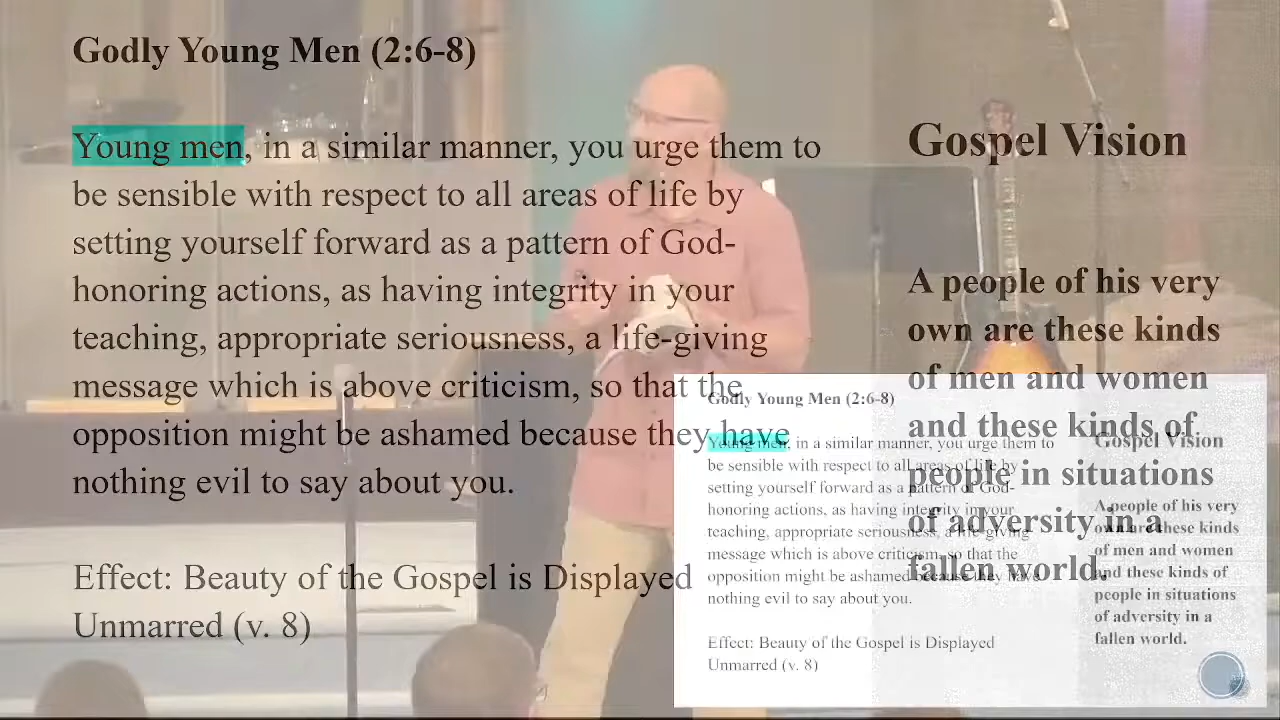 Godly Young Men (2:6-8)
Young men, in a similar manner, you urge them to
be sensible with respect to all areas of life by
setting yourself forward as a pattern of God-
honoring actions, as having integrity in your
teaching, appropriate seriousness, a life-giving
message which is above criticism, so that the
opposition might be ashamed because they have
nothing evil to say about you.
Effect: Beauty of the Gospel is Displayed
Unmarred (v. 8)
Gospel Vision
A people of his very
own are these kinds
of men and women
and these kinds of
people in situations
of adversity in a
fallen world.
Godly Young Men (2:6-8)
Young men, in a similar manner, you urge them to
be sensible with respect to all areas of life by
setting yourself forward as a pattern of God-
honoring actions, as having integrity in your
teaching, appropriate seriousness, a life-giving
message which is above criticism, so that the
opposition might be ashamed because they have
nothing evil to say about you.
Effect: Beauty of the Gospel is Displayed
Unmarred (v. 8)
Gospel Vision
A people of his very
own are these kinds
of men and women
and these kinds of
people in situations
of adversity in a
fallen world.